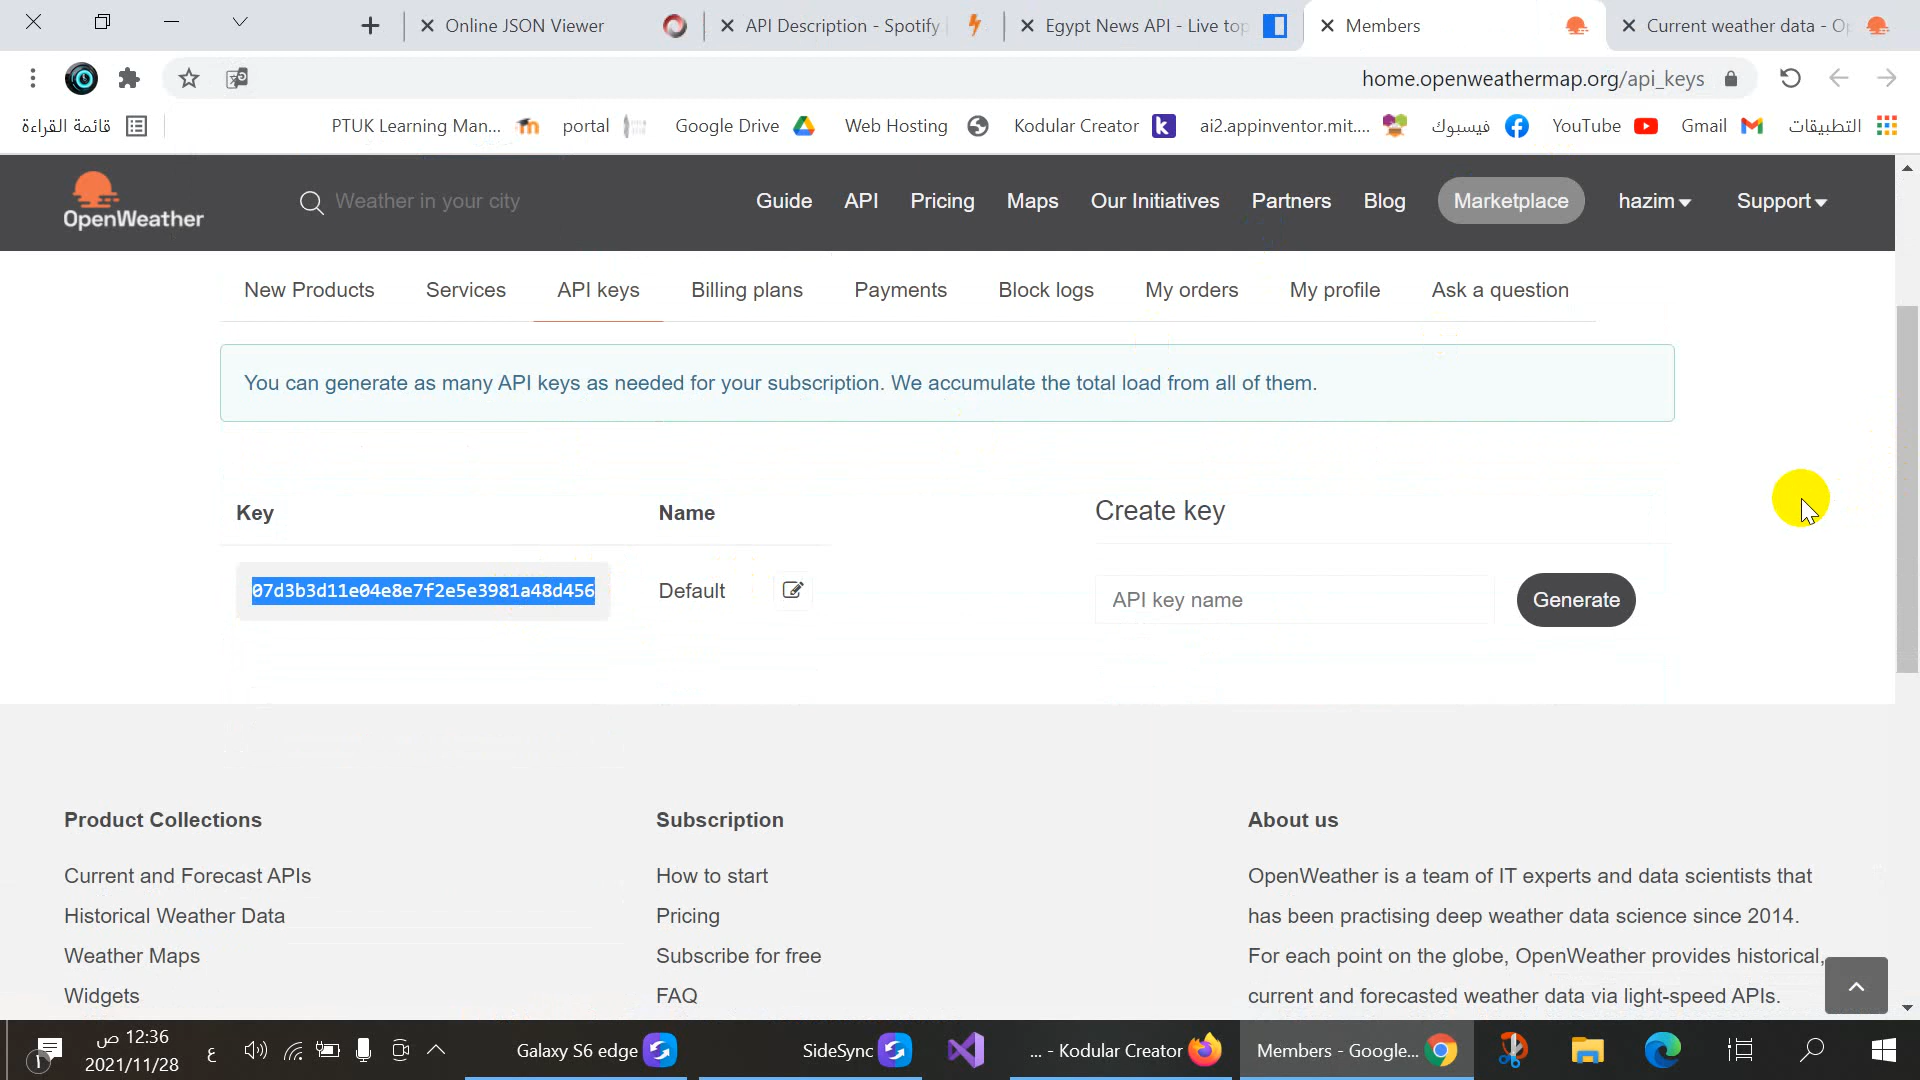 Online JSON Viewer
API Description - Spotify
Egypt News API - Live top
Members
Current weather data - Op
home.openweathermap.org/api_keys
قائمة القراءة
PTUK Learning Man...
portal
Google Drive
Web Hosting
Kodular Creator
ai2.appinventor.mit....
فيسبوك
YouTube
Gmail
التطبيقات
OpenWeather
Weather in your city
Guide
API
Pricing
Maps
Our Initiatives
Partners
Blog
Marketplace
hazim
Support
New Products
Services
API keys
Billing plans
Payments
Block logs
My orders
My profile
Ask a question
You can generate as many API keys as needed for your subscription. We accumulate the total load from all of them.
Key
Name
07d3b3d11e04e8e7f2e5e3981a48d456
Default
Create key
API key name
Generate
Product Collections
Current and Forecast APIs
Historical Weather Data
Weather Maps
Widgets
Subscription
How to start
Pricing
Subscribe for free
FAQ
About us
OpenWeather is a team of IT experts and data scientists that
has been practising deep weather data science since 2014.
For each point on the globe, OpenWeather provides historical,
current and forecasted weather data via light-speed APIs.
١
12:36 ص
2021/11/28
ع
Galaxy S6 edge
SideSync
... - Kodular Creator
Members - Google...